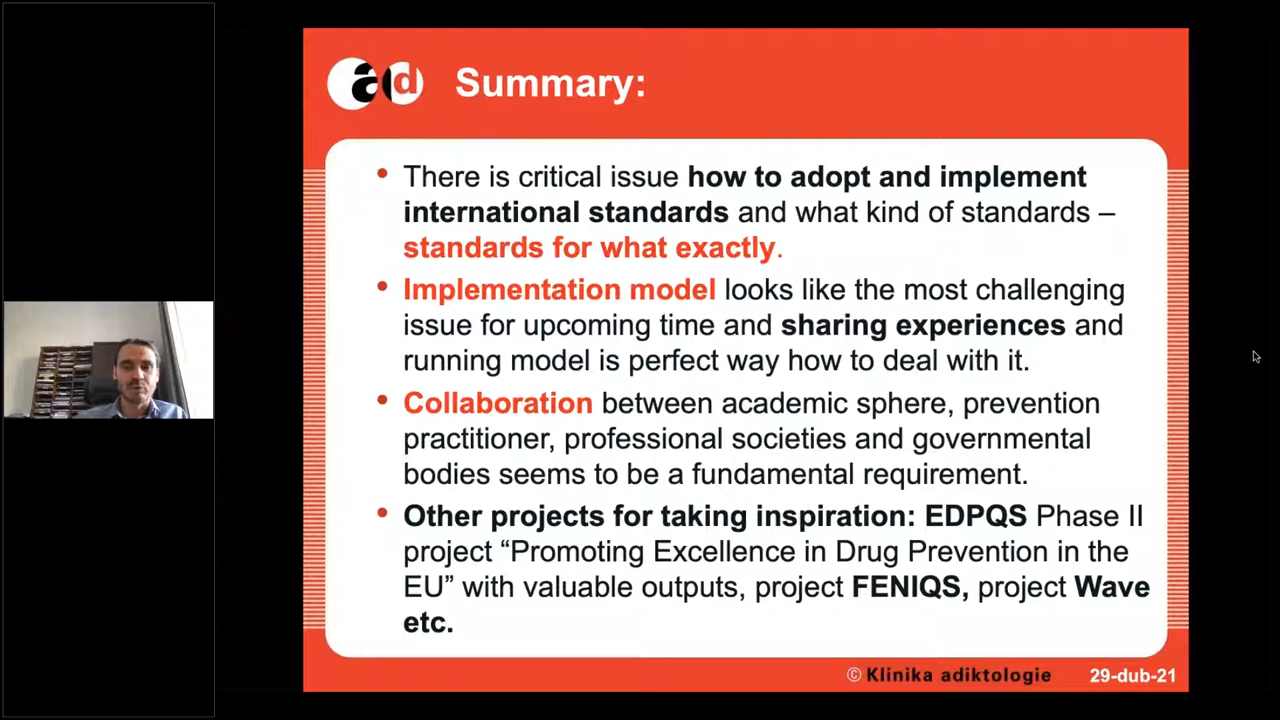 ad Summary:
• There is critical issue how to adopt and implement
international standards and what kind of standards –
standards for what exactly.
• Implementation model looks like the most challenging
issue for upcoming time and sharing experiences and
running model is perfect way how to deal with it.
• Collaboration between academic sphere, prevention
practitioner, professional societies and governmental
bodies seems to be a fundamental requirement.
• Other projects for taking inspiration: EDPQS Phase II
project “Promoting Excellence in Drug Prevention in the
EU” with valuable outputs, project FENIQS, project Wave
etc.
© Klinika adiktologie 29-dub-21